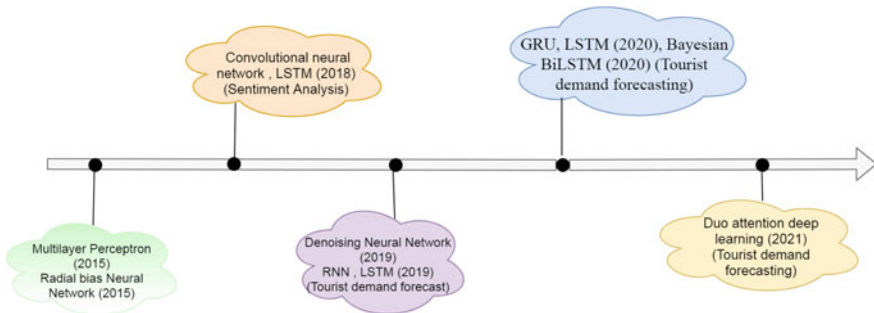 Convolutional neural
network , LSTM (2018)
(Sentiment Analysis)
GRU, LSTM (2020), Bayesian
BiLSTM (2020) (Tourist
demand forecasting)
Multilayer Perceptron
(2015)
Radial bias Neural
Network (2015)
Denoising Neural Network
(2019)
RNN , LSTM (2019)
(Tourist demand forecast)
Duo attention deep
learning (2021)
(Tourist demand
forecasting)